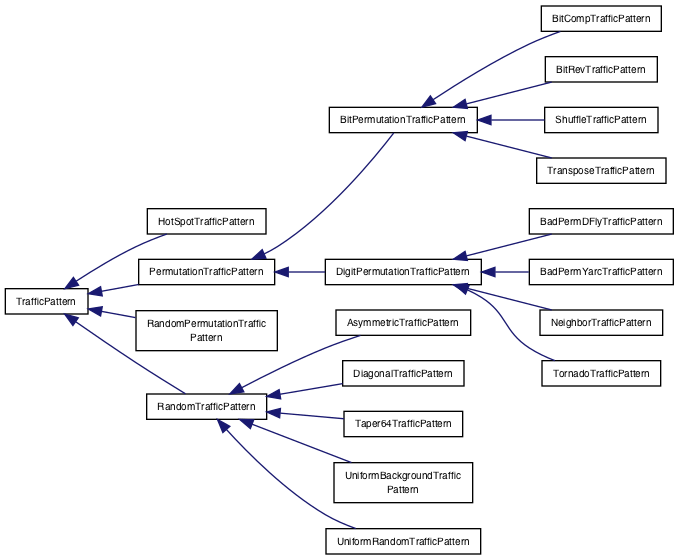 BitCompTrafficPattern
BitRevTrafficPattern
BitPermutationTrafficPattern
ShuffleTrafficPattern
TransposeTrafficPattern
HotSpotTrafficPattern
BadPermDFlyTrafficPattern
PermutationTrafficPattern
DigitPermutationTrafficPattern
BadPermYarcTrafficPattern
TrafficPattern
RandomPermutationTraffic
Pattern
AsymmetricTrafficPattern
NeighborTrafficPattern
DiagonalTrafficPattern
TornadoTrafficPattern
RandomTrafficPattern
Taper64TrafficPattern
UniformBackgroundTraffic
Pattern
UniformRandomTrafficPattern